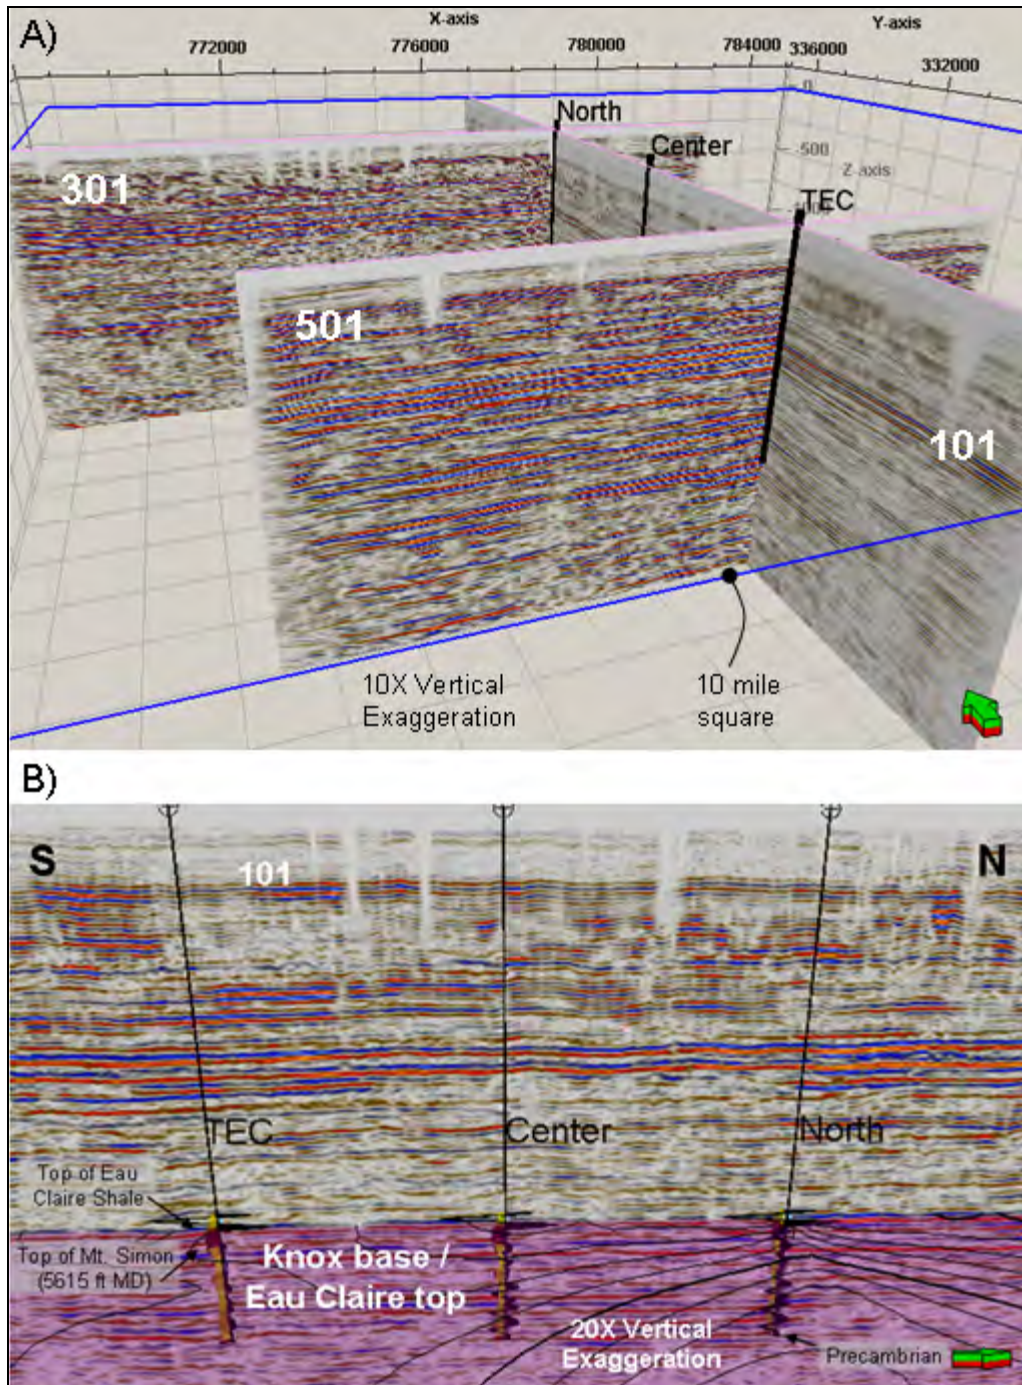 A)
X-axis
Y-axis
772000
776000
780000
784000
336000
332000
0
North
-500
Center
Z-axis
301
TEC
501
101
10X Vertical
Exaggeration
10 mile
square
B)
S
101
N
TEC
Center
North
Top of Eau
Claire Shale
Top of Mt. Simon
(5615 ft MD)
Knox base /
Eau Claire top
20X Vertical
Exaggeration
Precambrian